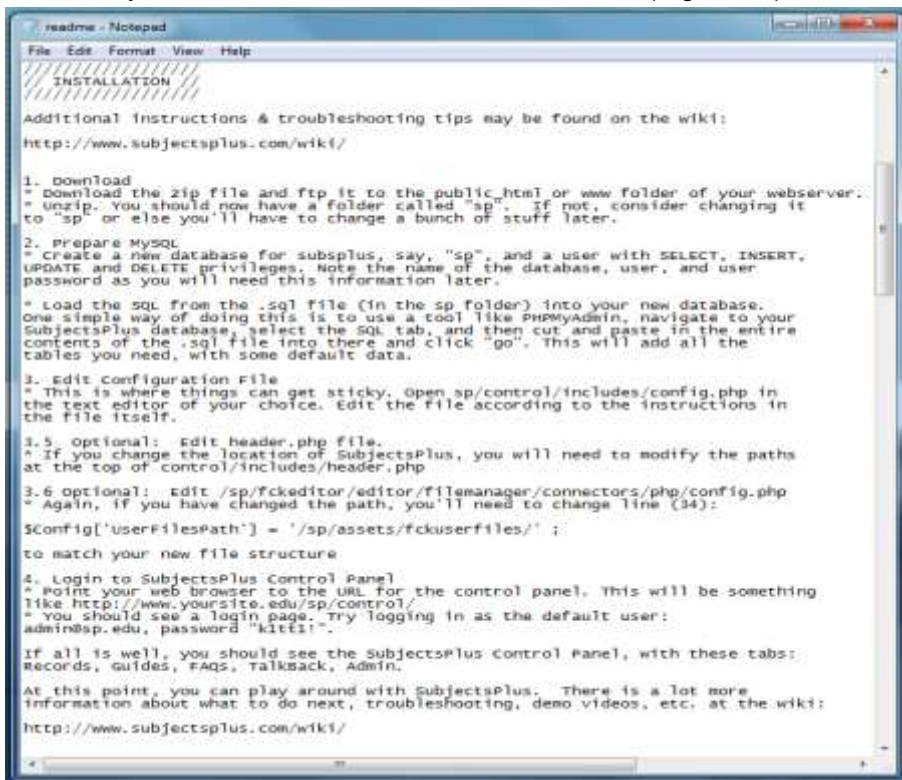 readme - Notepad
File Edit Format View Help
///////////////////
// INSTALLATION //
///////////////////
Additional instructions & troubleshooting tips may be found on the wiki:
http://www.subjectsplus.com/wiki/
1. Download
* Download the zip file and ftp it to the public_html or www folder of your webserver.
* Unzip. You should now have a folder called "sp". If not, consider changing it
to "sp" or else you'll have to change a bunch of stuff later.
2. Prepare MySQL
* Create a new database for subsplus, say, "sp", and a user with SELECT, INSERT,
UPDATE and DELETE privileges. Note the name of the database, user, and user
password as you will need this information later.
* Load the SQL from the .sql file (in the sp folder) into your new database.
One simple way of doing this is to use a tool like PHPMyAdmin, navigate to your
SubjectsPlus database, select the SQL tab, and then cut and paste in the entire
contents of the .sql file into there and click "go". This will add all the
tables you need, with some default data.
3. Edit Configuration File
* This is where things can get sticky. Open sp/control/includes/config.php in
the text editor of your choice. Edit the file according to the instructions in
the file itself.
3.5 Optional: Edit header.php file.
* If you change the location of SubjectsPlus, you will need to modify the paths
at the top of control/includes/header.php
3.6 Optional: Edit /sp/fckeditor/editor/filemanager/connectors/php/config.php
* Again, if you have changed the path, you'll need to change line (34):
$Config['UserFilesPath'] = '/sp/assets/fckuserfiles/' ;
to match your new file structure
4. Login to SubjectsPlus Control Panel
* Point your web browser to the URL for the control panel. This will be something
like http://www.yoursite.edu/sp/control/
* You should see a login page. Try logging in as the default user:
admin@sp.edu, password "k1tt1!".
If all is well, you should see the SubjectsPlus Control Panel, with these tabs:
Records, Guides, FAQs, TalkBack, Admin.
At this point, you can play around with SubjectsPlus. There is a lot more
information about what to do next, troubleshooting, demo videos, etc. at the wiki:
http://www.subjectsplus.com/wiki/